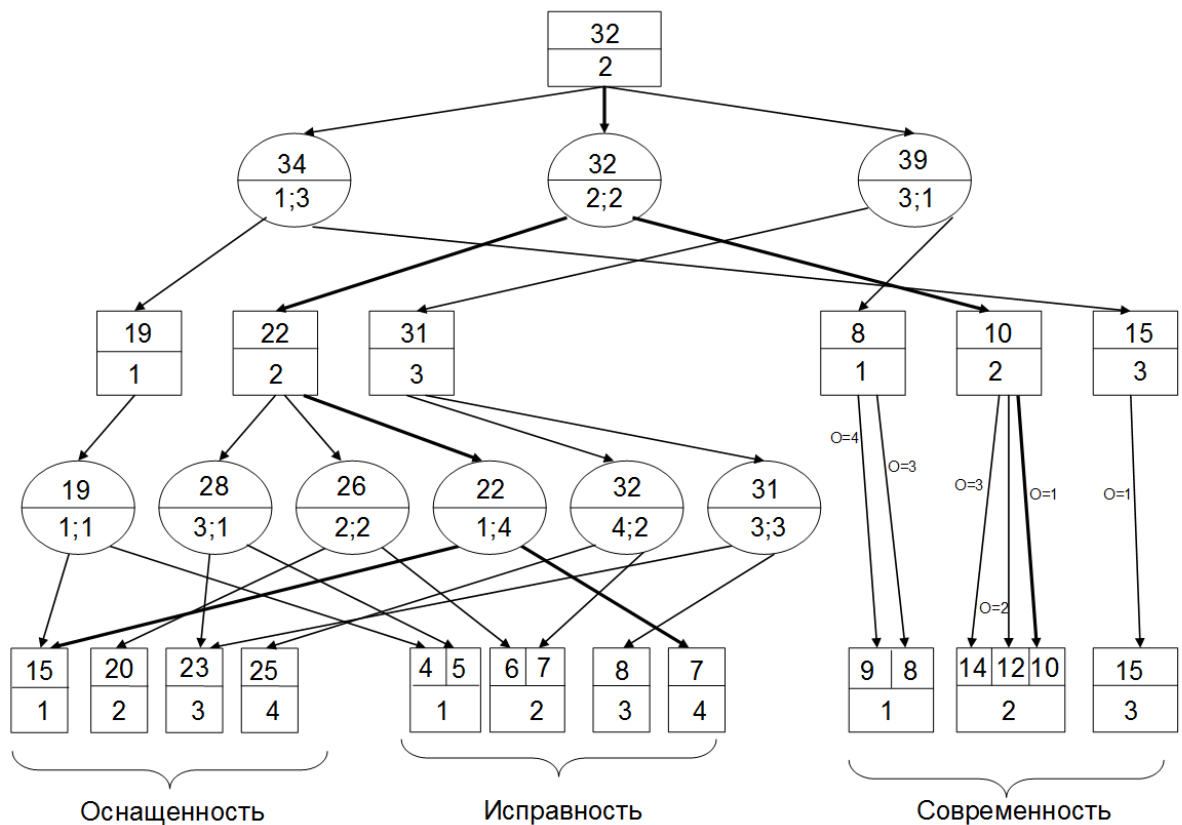 32
2
34 32 39
1;3 2;2 3;1
19 22 31 8 10 15
1 2 3 1 2 3
O=4 O=3 O=3 O=1 O=1
19 28 26 22 32 31
1;1 3;1 2;2 1;4 4;2 3;3
O=2
15 20 23 25 4 5 6 7 8 7 9 8 14 12 10 15
1 2 3 4 1 2 3 4 1 2 3
Оснащенность Исправность Современность